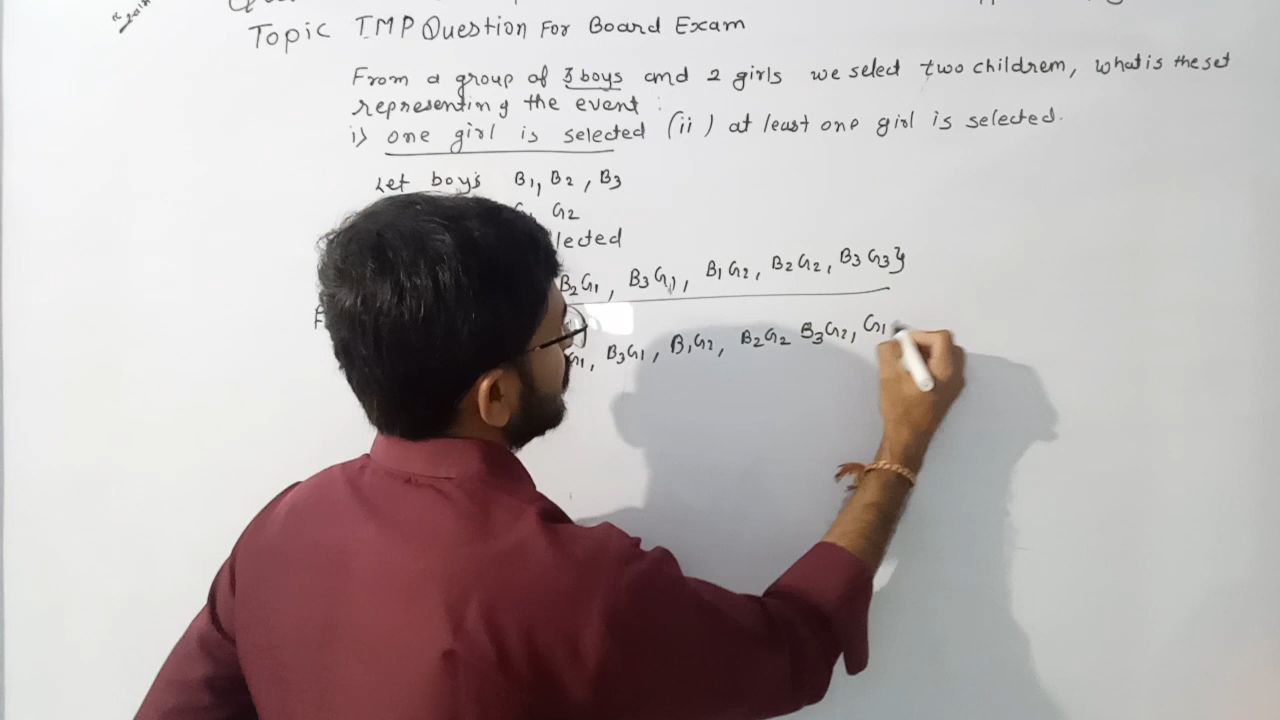 Topic IMP Question For Board Exam
From a group of 3 boys and 2 girls we select two children, what is the set
representing the event :
i) one girl is selected (ii) at least one girl is selected.
Let boys B1, B2, B3
G2
lected
B2G1, B3G1, B1G2, B2G2, B3G3}
G1, B3G1, B1G2, B2G2 B3G2, G1